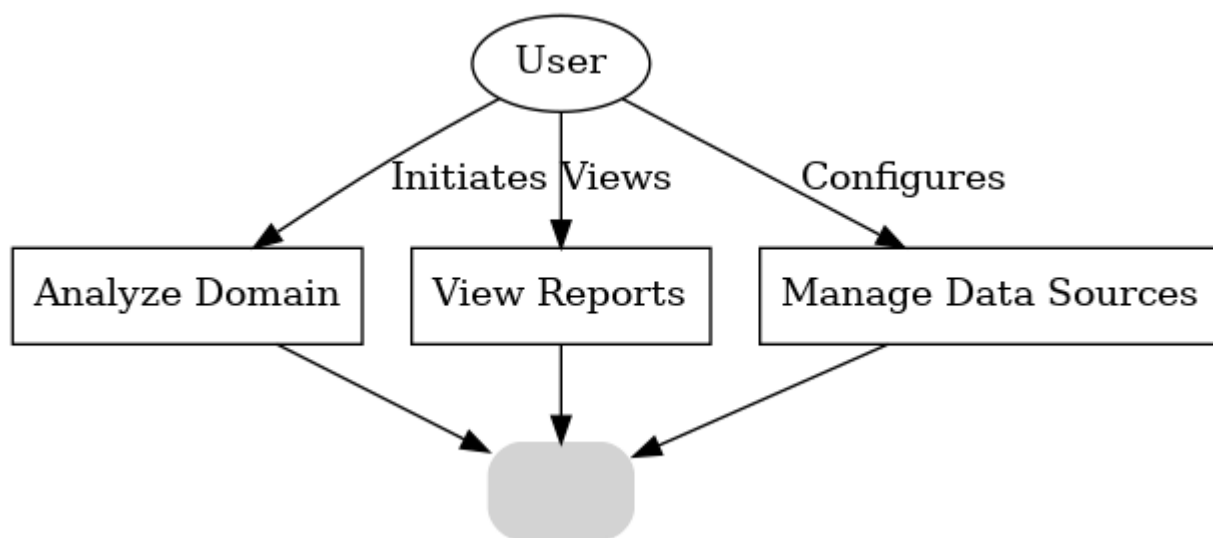 User
Initiates
Views
Configures
Analyze Domain
View Reports
Manage Data Sources